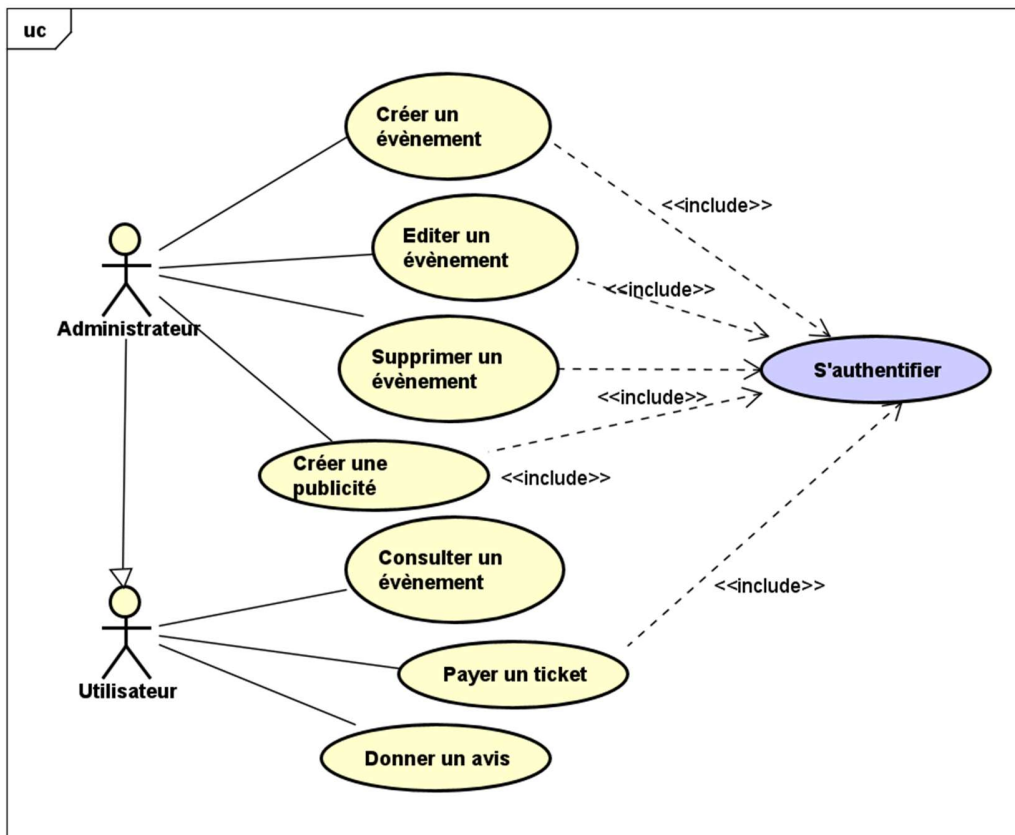 uc
Créer un
évènement
<<include>>
Editer un
évènement
<<include>>
Administrateur
Supprimer un
évènement
S'authentifier
<<include>>
Créer une
publicité
<<include>>
Consulter un
évènement
<<include>>
Payer un ticket
Utilisateur
Donner un avis